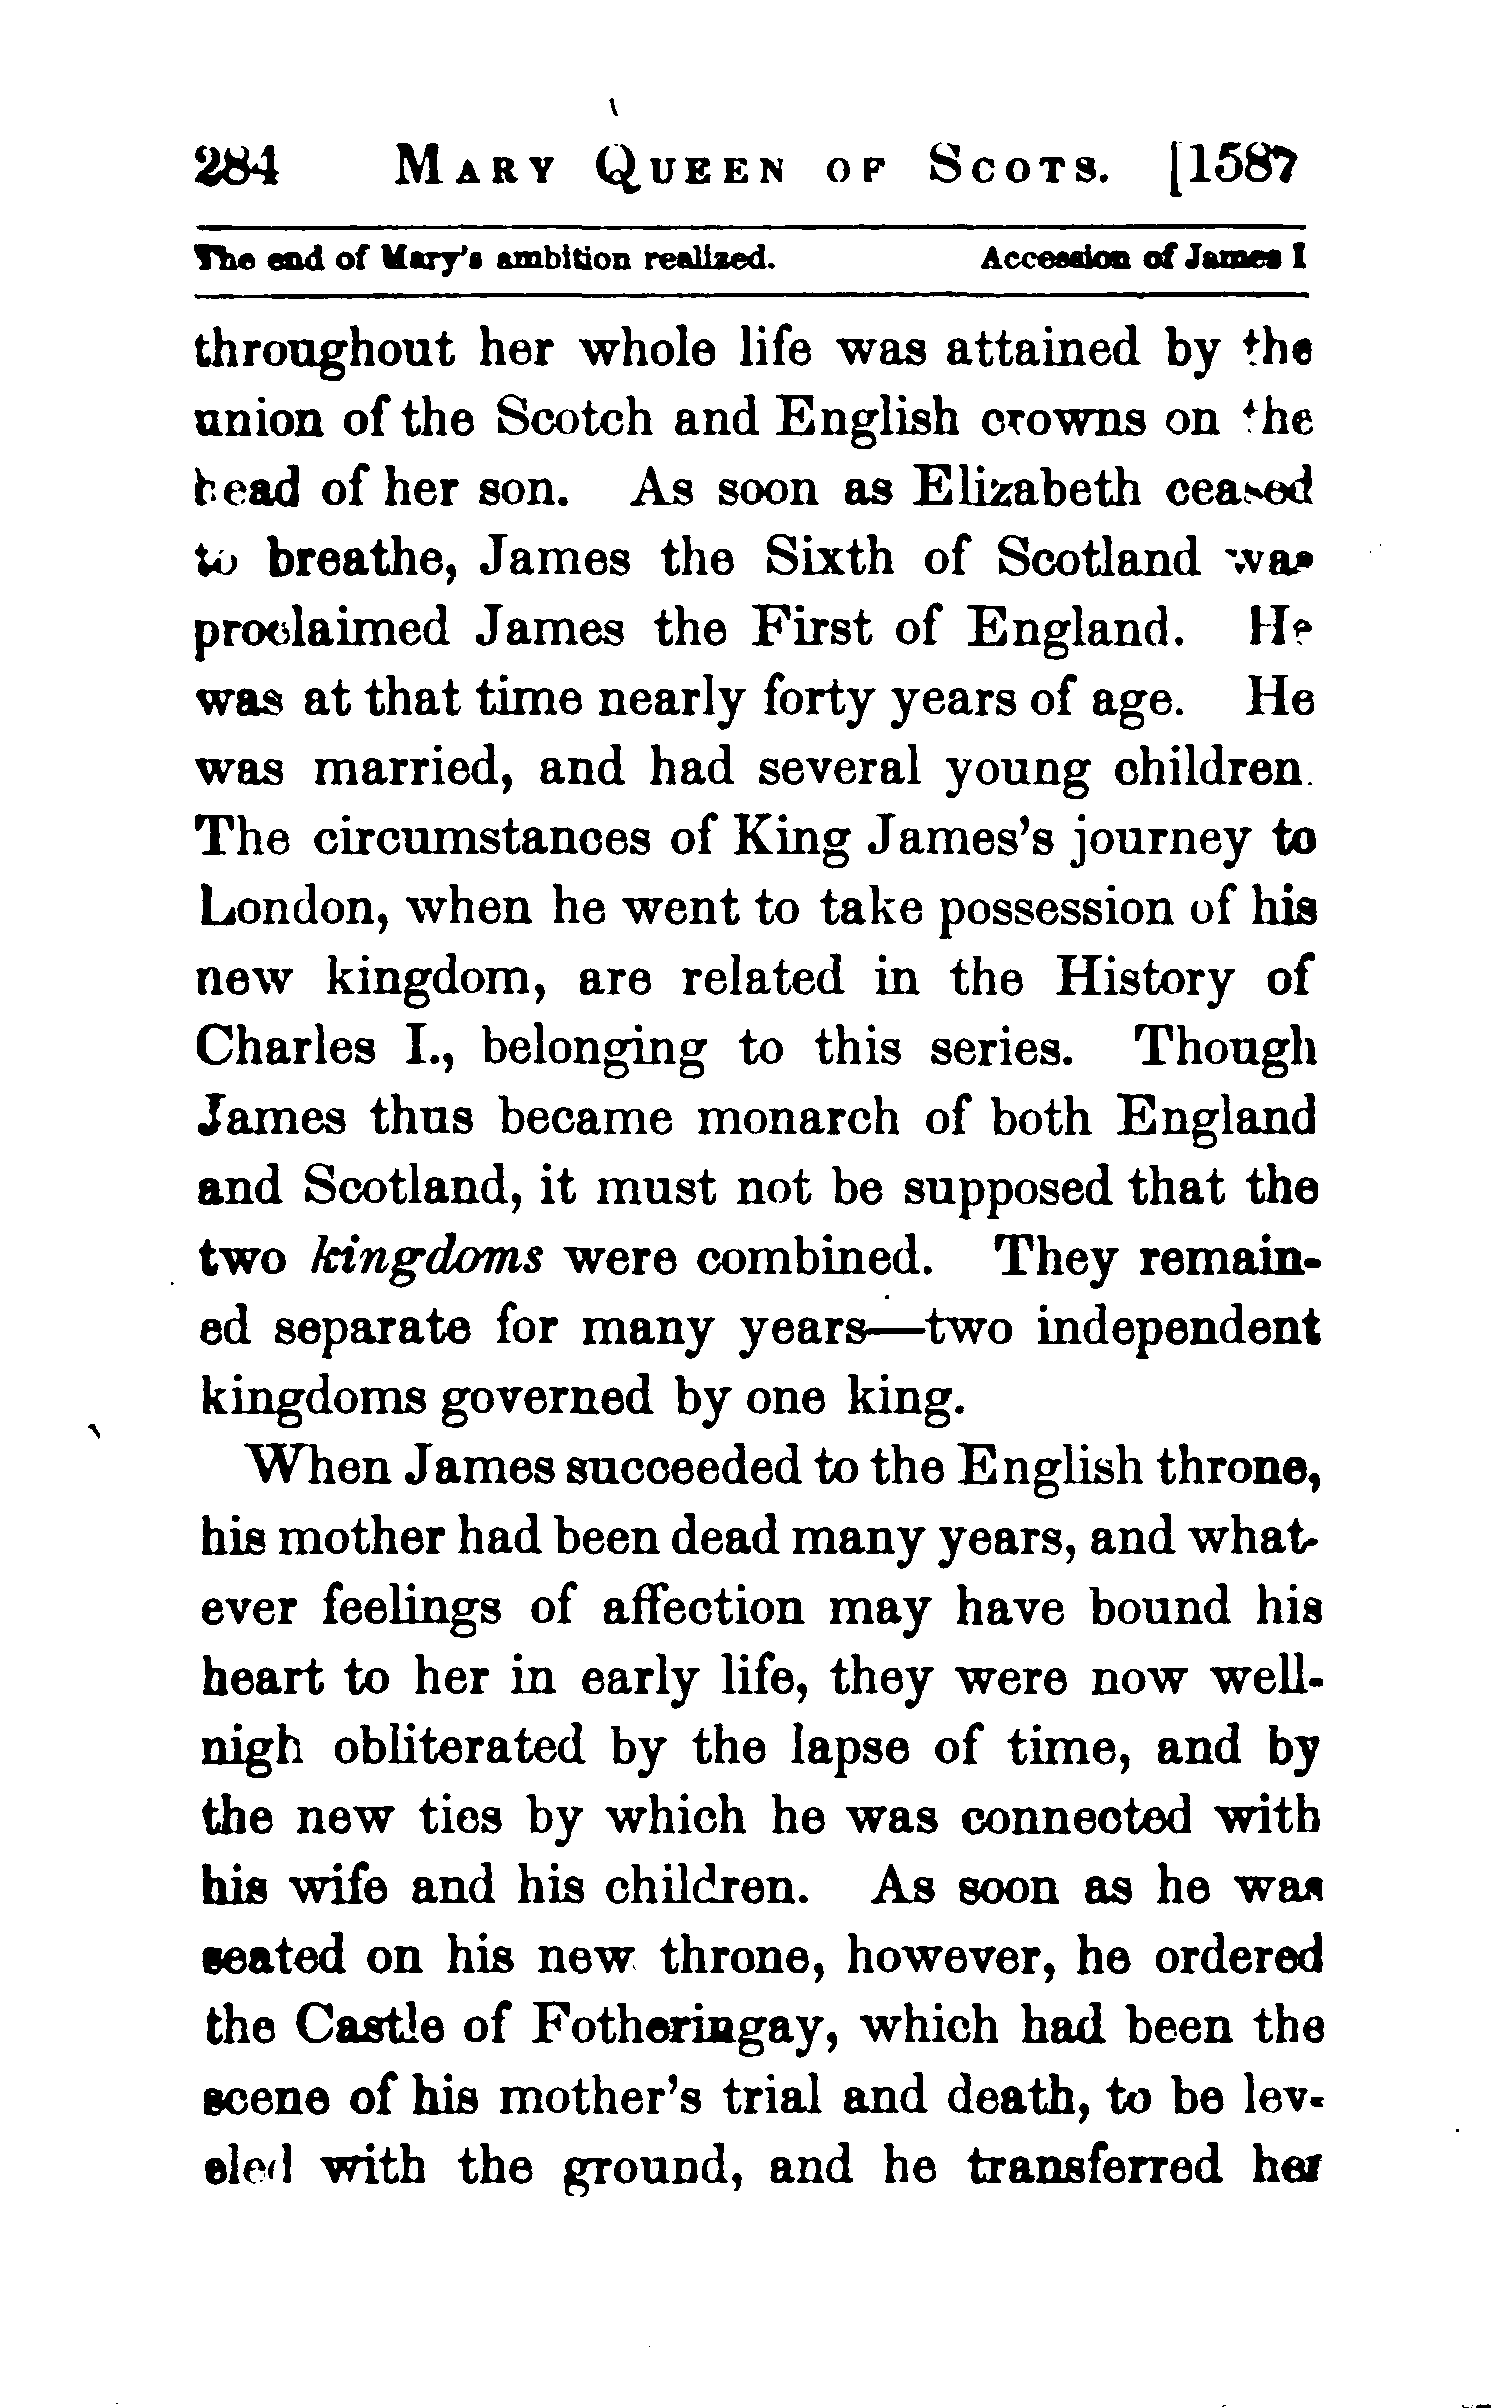 284 MARY QUEEN OF SCOTS. [1587
The end of Mary's ambition realized. Accession of James I
throughout her whole life was attained by the
union of the Scotch and English crowns on the
head of her son. As soon as Elizabeth ceased
to breathe, James the Sixth of Scotland was
proclaimed James the First of England. He
was at that time nearly forty years of age. He
was married, and had several young children.
The circumstances of King James's journey to
London, when he went to take possession of his
new kingdom, are related in the History of
Charles I., belonging to this series. Though
James thus became monarch of both England
and Scotland, it must not be supposed that the
two kingdoms were combined. They remain-
ed separate for many years—two independent
kingdoms governed by one king.
When James succeeded to the English throne,
his mother had been dead many years, and what-
ever feelings of affection may have bound his
heart to her in early life, they were now well-
nigh obliterated by the lapse of time, and by
the new ties by which he was connected with
his wife and his children. As soon as he was
seated on his new throne, however, he ordered
the Castle of Fotheringay, which had been the
scene of his mother's trial and death, to be lev-
eled with the ground, and he transferred her